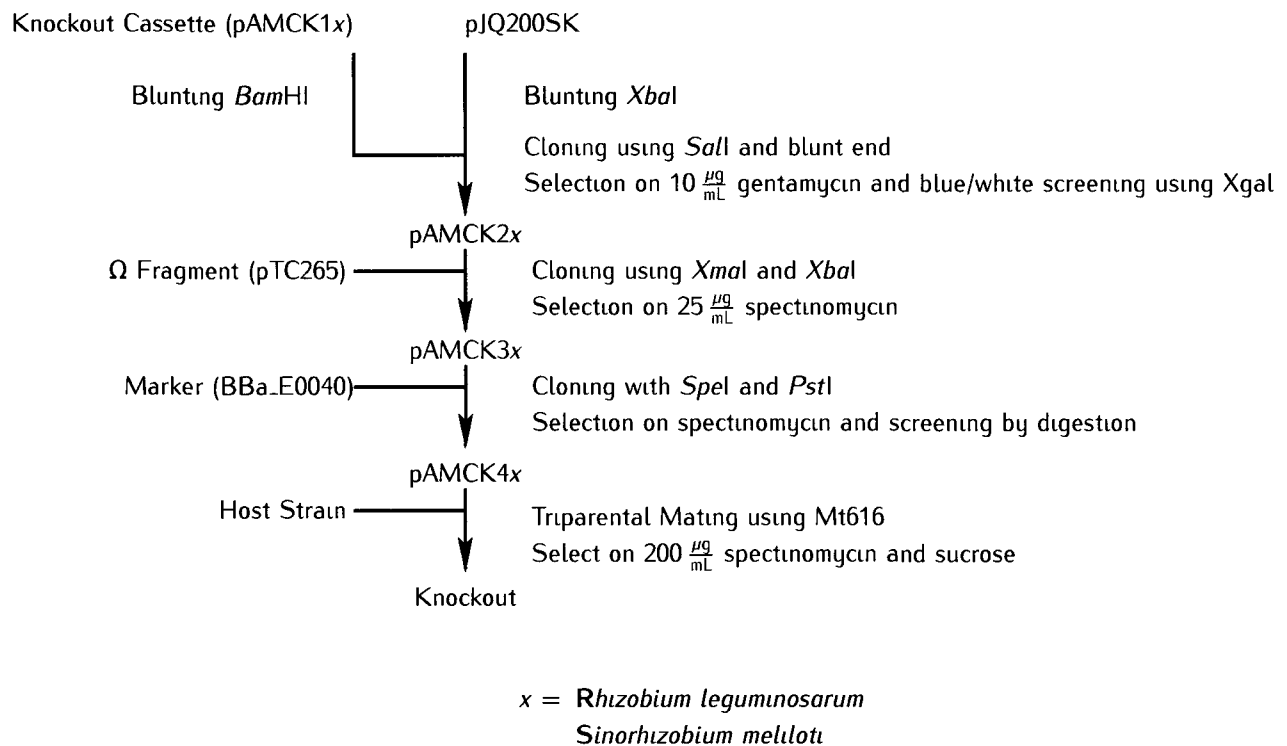 Knockout Cassette (pAMCK1x) pJQ200SK
Blunting BamHI Blunting XbaI
Cloning using SalI and blunt end
Selection on 10 µg/mL gentamycin and blue/white screening using Xgal
pAMCK2x
Ω Fragment (pTC265) Cloning using XmaI and XbaI
Selection on 25 µg/mL spectinomycin
pAMCK3x
Marker (BBa_E0040) Cloning with SpeI and PstI
Selection on spectinomycin and screening by digestion
pAMCK4x
Host Strain Triparental Mating using Mt616
Select on 200 µg/mL spectinomycin and sucrose
Knockout
x = Rhizobium leguminosarum
Sinorhizobium meliloti